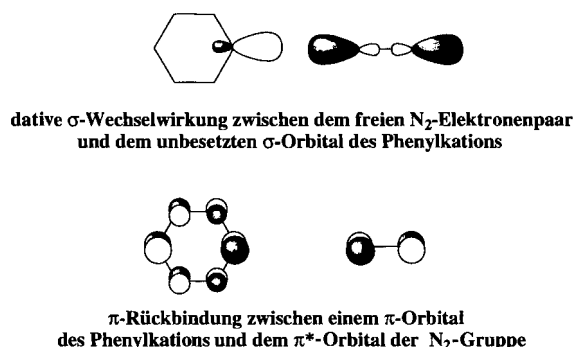 dative σ-Wechselwirkung zwischen dem freien N₂-Elektronenpaar
und dem unbesetzten σ-Orbital des Phenylkations
π-Rückbindung zwischen einem π-Orbital
des Phenylkations und dem π*-Orbital der N₂-Gruppe